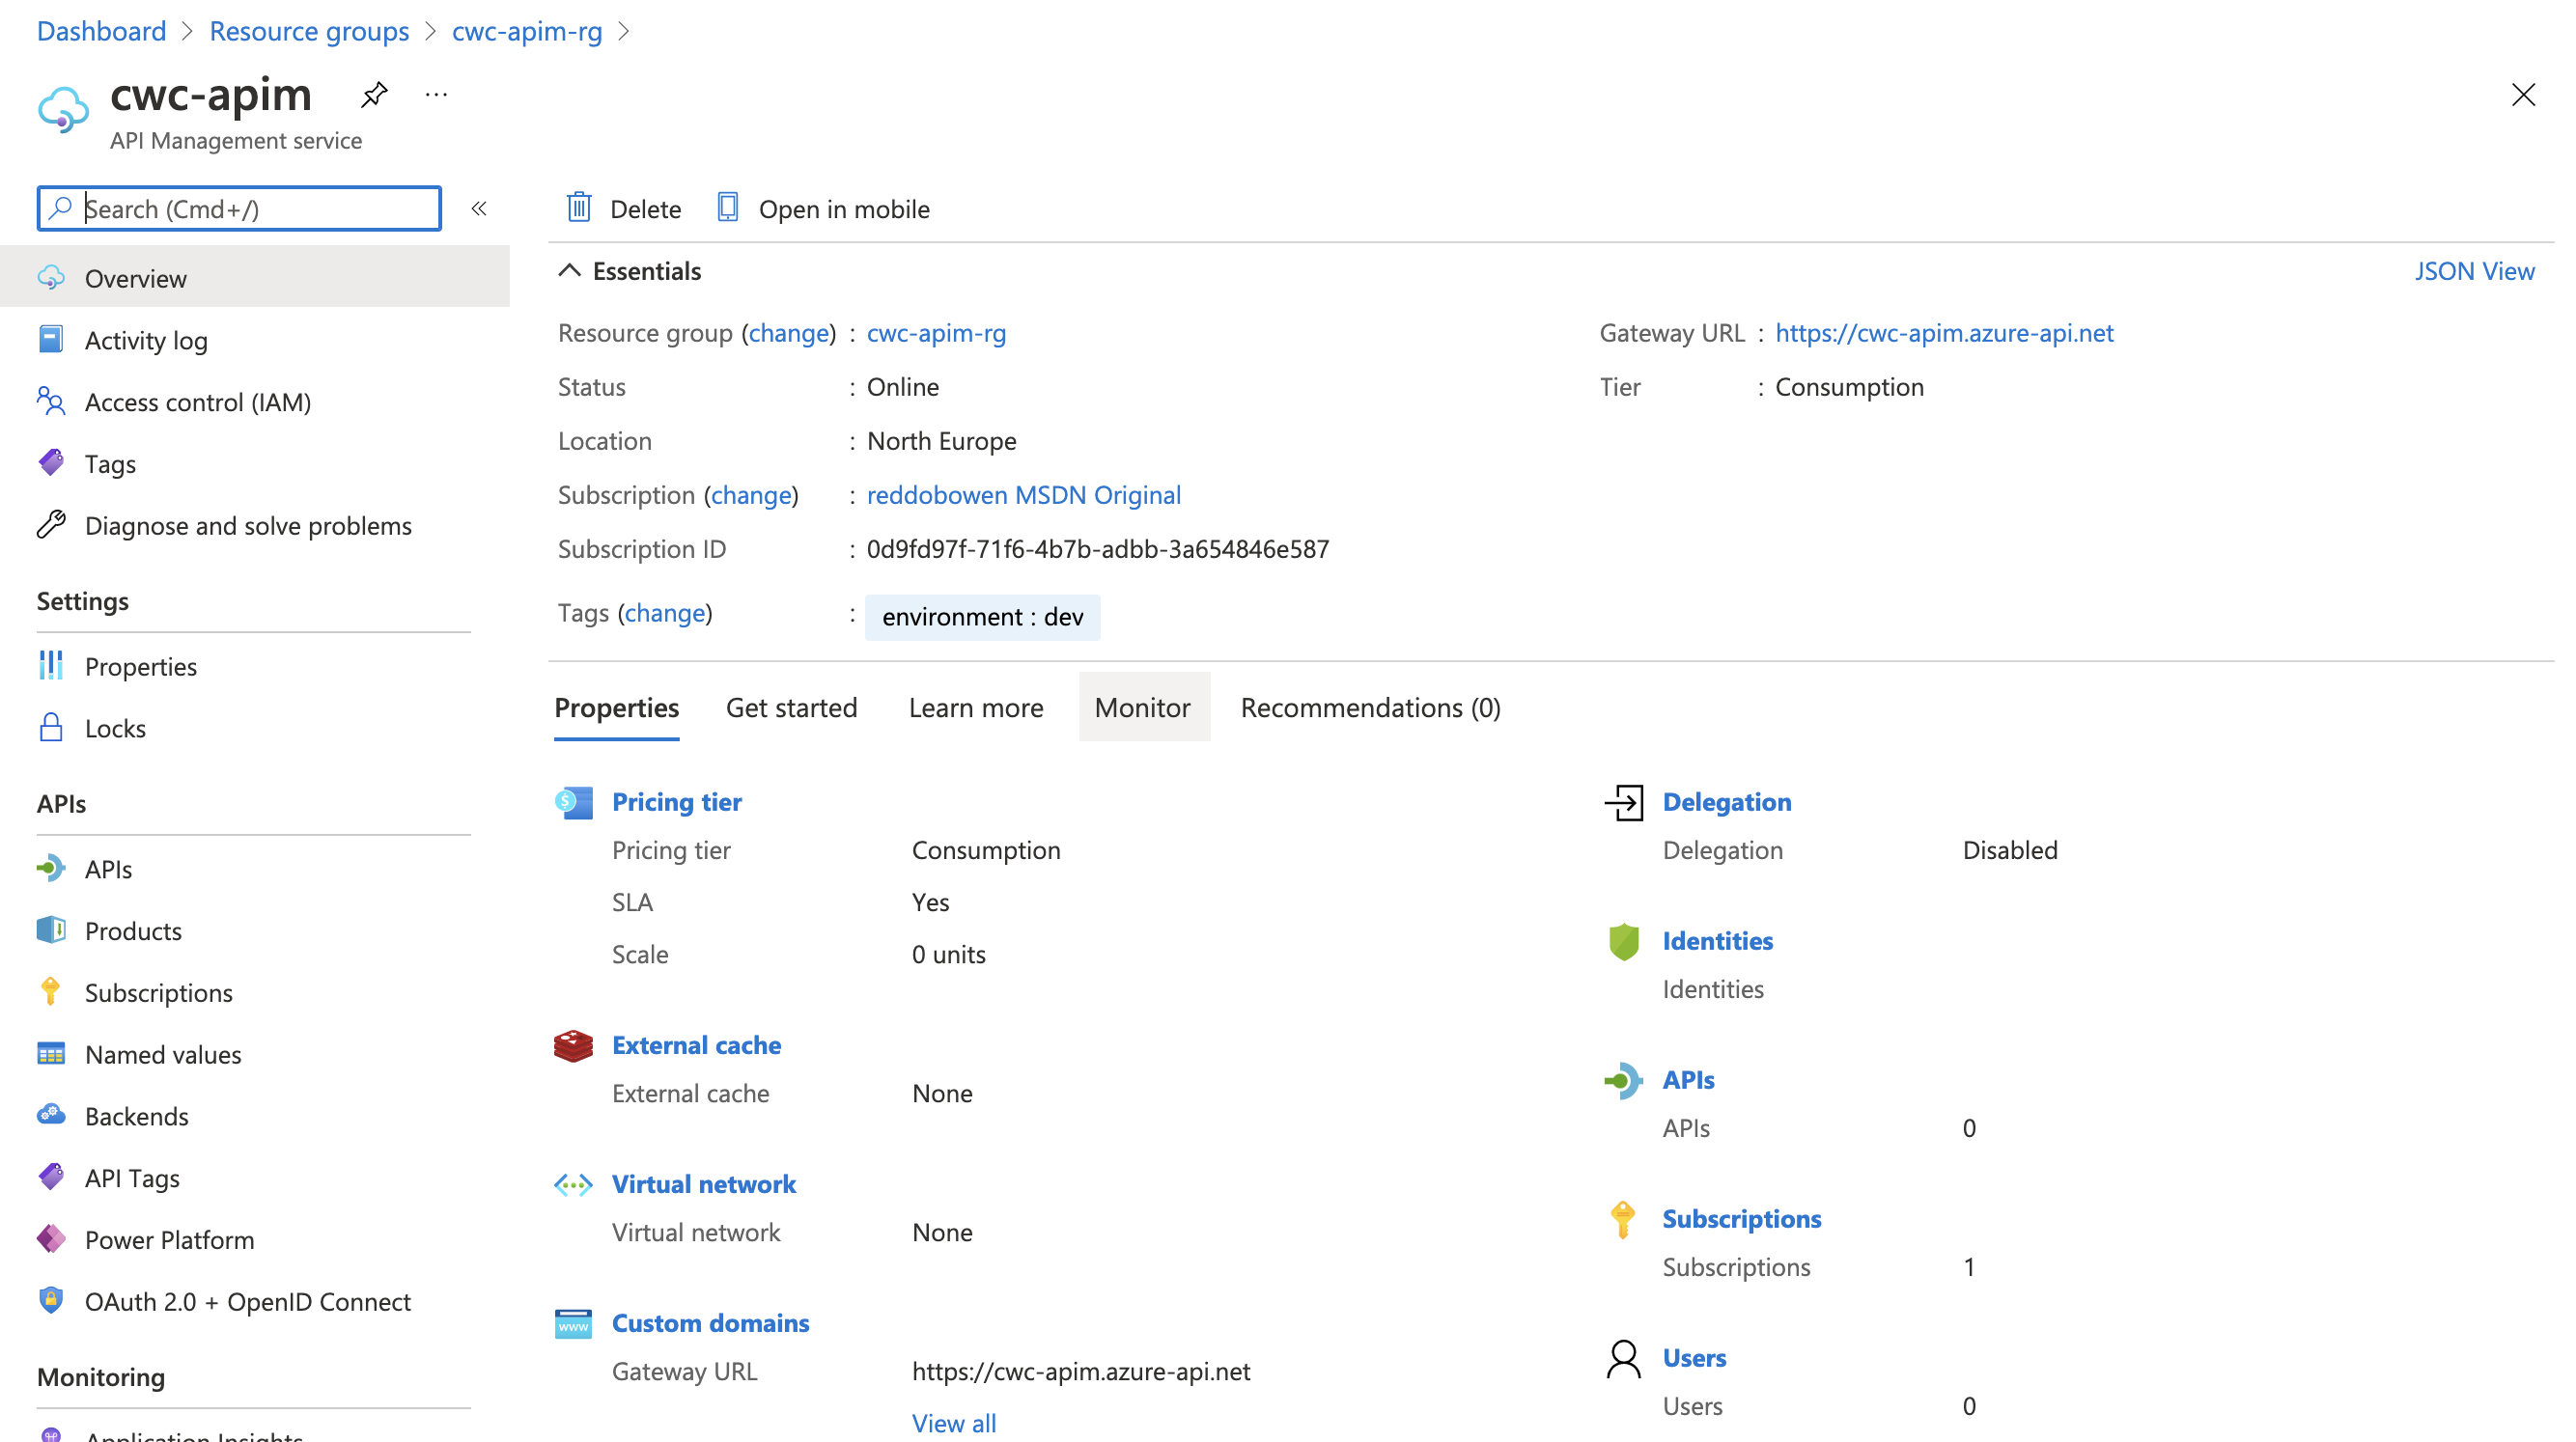 Dashboard > Resource groups > cwc-apim-rg >
cwc-apim ...
API Management service
Search (Cmd+/)
«
Overview
Activity log
Access control (IAM)
Tags
Diagnose and solve problems
Settings
Properties
Locks
APIs
APIs
Products
Subscriptions
Named values
Backends
API Tags
Power Platform
OAuth 2.0 + OpenID Connect
Monitoring
Application Insights
Delete Open in mobile
Essentials JSON View
Resource group (change) : cwc-apim-rg
Status : Online
Location : North Europe
Subscription (change) : reddobowen MSDN Original
Subscription ID : 0d9fd97f-71f6-4b7b-adbb-3a654846e587
Tags (change) : environment : dev
Gateway URL : https://cwc-apim.azure-api.net
Tier : Consumption
Properties Get started Learn more Monitor Recommendations (0)
Pricing tier
Pricing tier Consumption
SLA Yes
Scale 0 units
External cache
External cache None
Virtual network
Virtual network None
www
Custom domains
Gateway URL https://cwc-apim.azure-api.net
View all
Delegation
Delegation Disabled
Identities
Identities
APIs
APIs 0
Subscriptions
Subscriptions 1
Users
Users 0